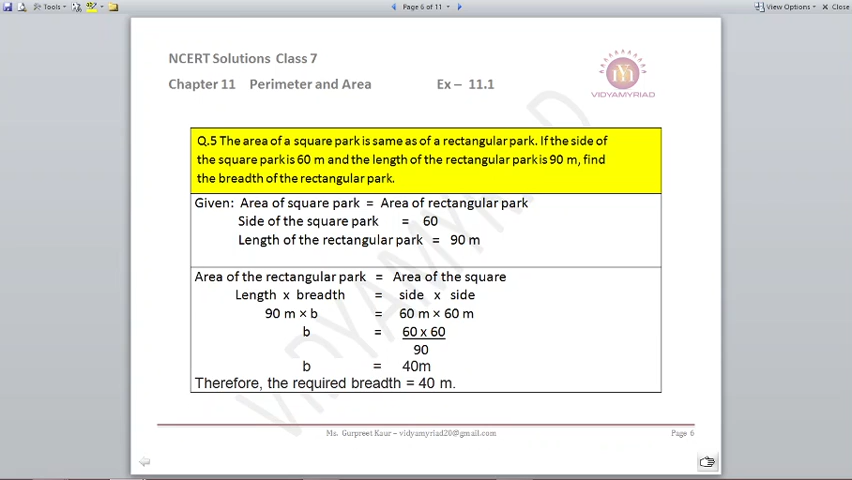 Tools
Page 6 of 11
View Options
Close
NCERT Solutions Class 7
Chapter 11 Perimeter and Area Ex – 11.1
VIDYAMYRIAD
VIDYAMYRIAD
Q.5 The area of a square park is same as of a rectangular park. If the side of
the square park is 60 m and the length of the rectangular park is 90 m, find
the breadth of the rectangular park.
Given: Area of square park = Area of rectangular park
Side of the square park = 60
Length of the rectangular park = 90 m
Area of the rectangular park = Area of the square
Length x breadth = side x side
90 m × b = 60 m × 60 m
b = 60 x 60
90
b = 40m
Therefore, the required breadth = 40 m.
Ms. Gurpreet Kaur – vidyamyriad20@gmail.com Page 6